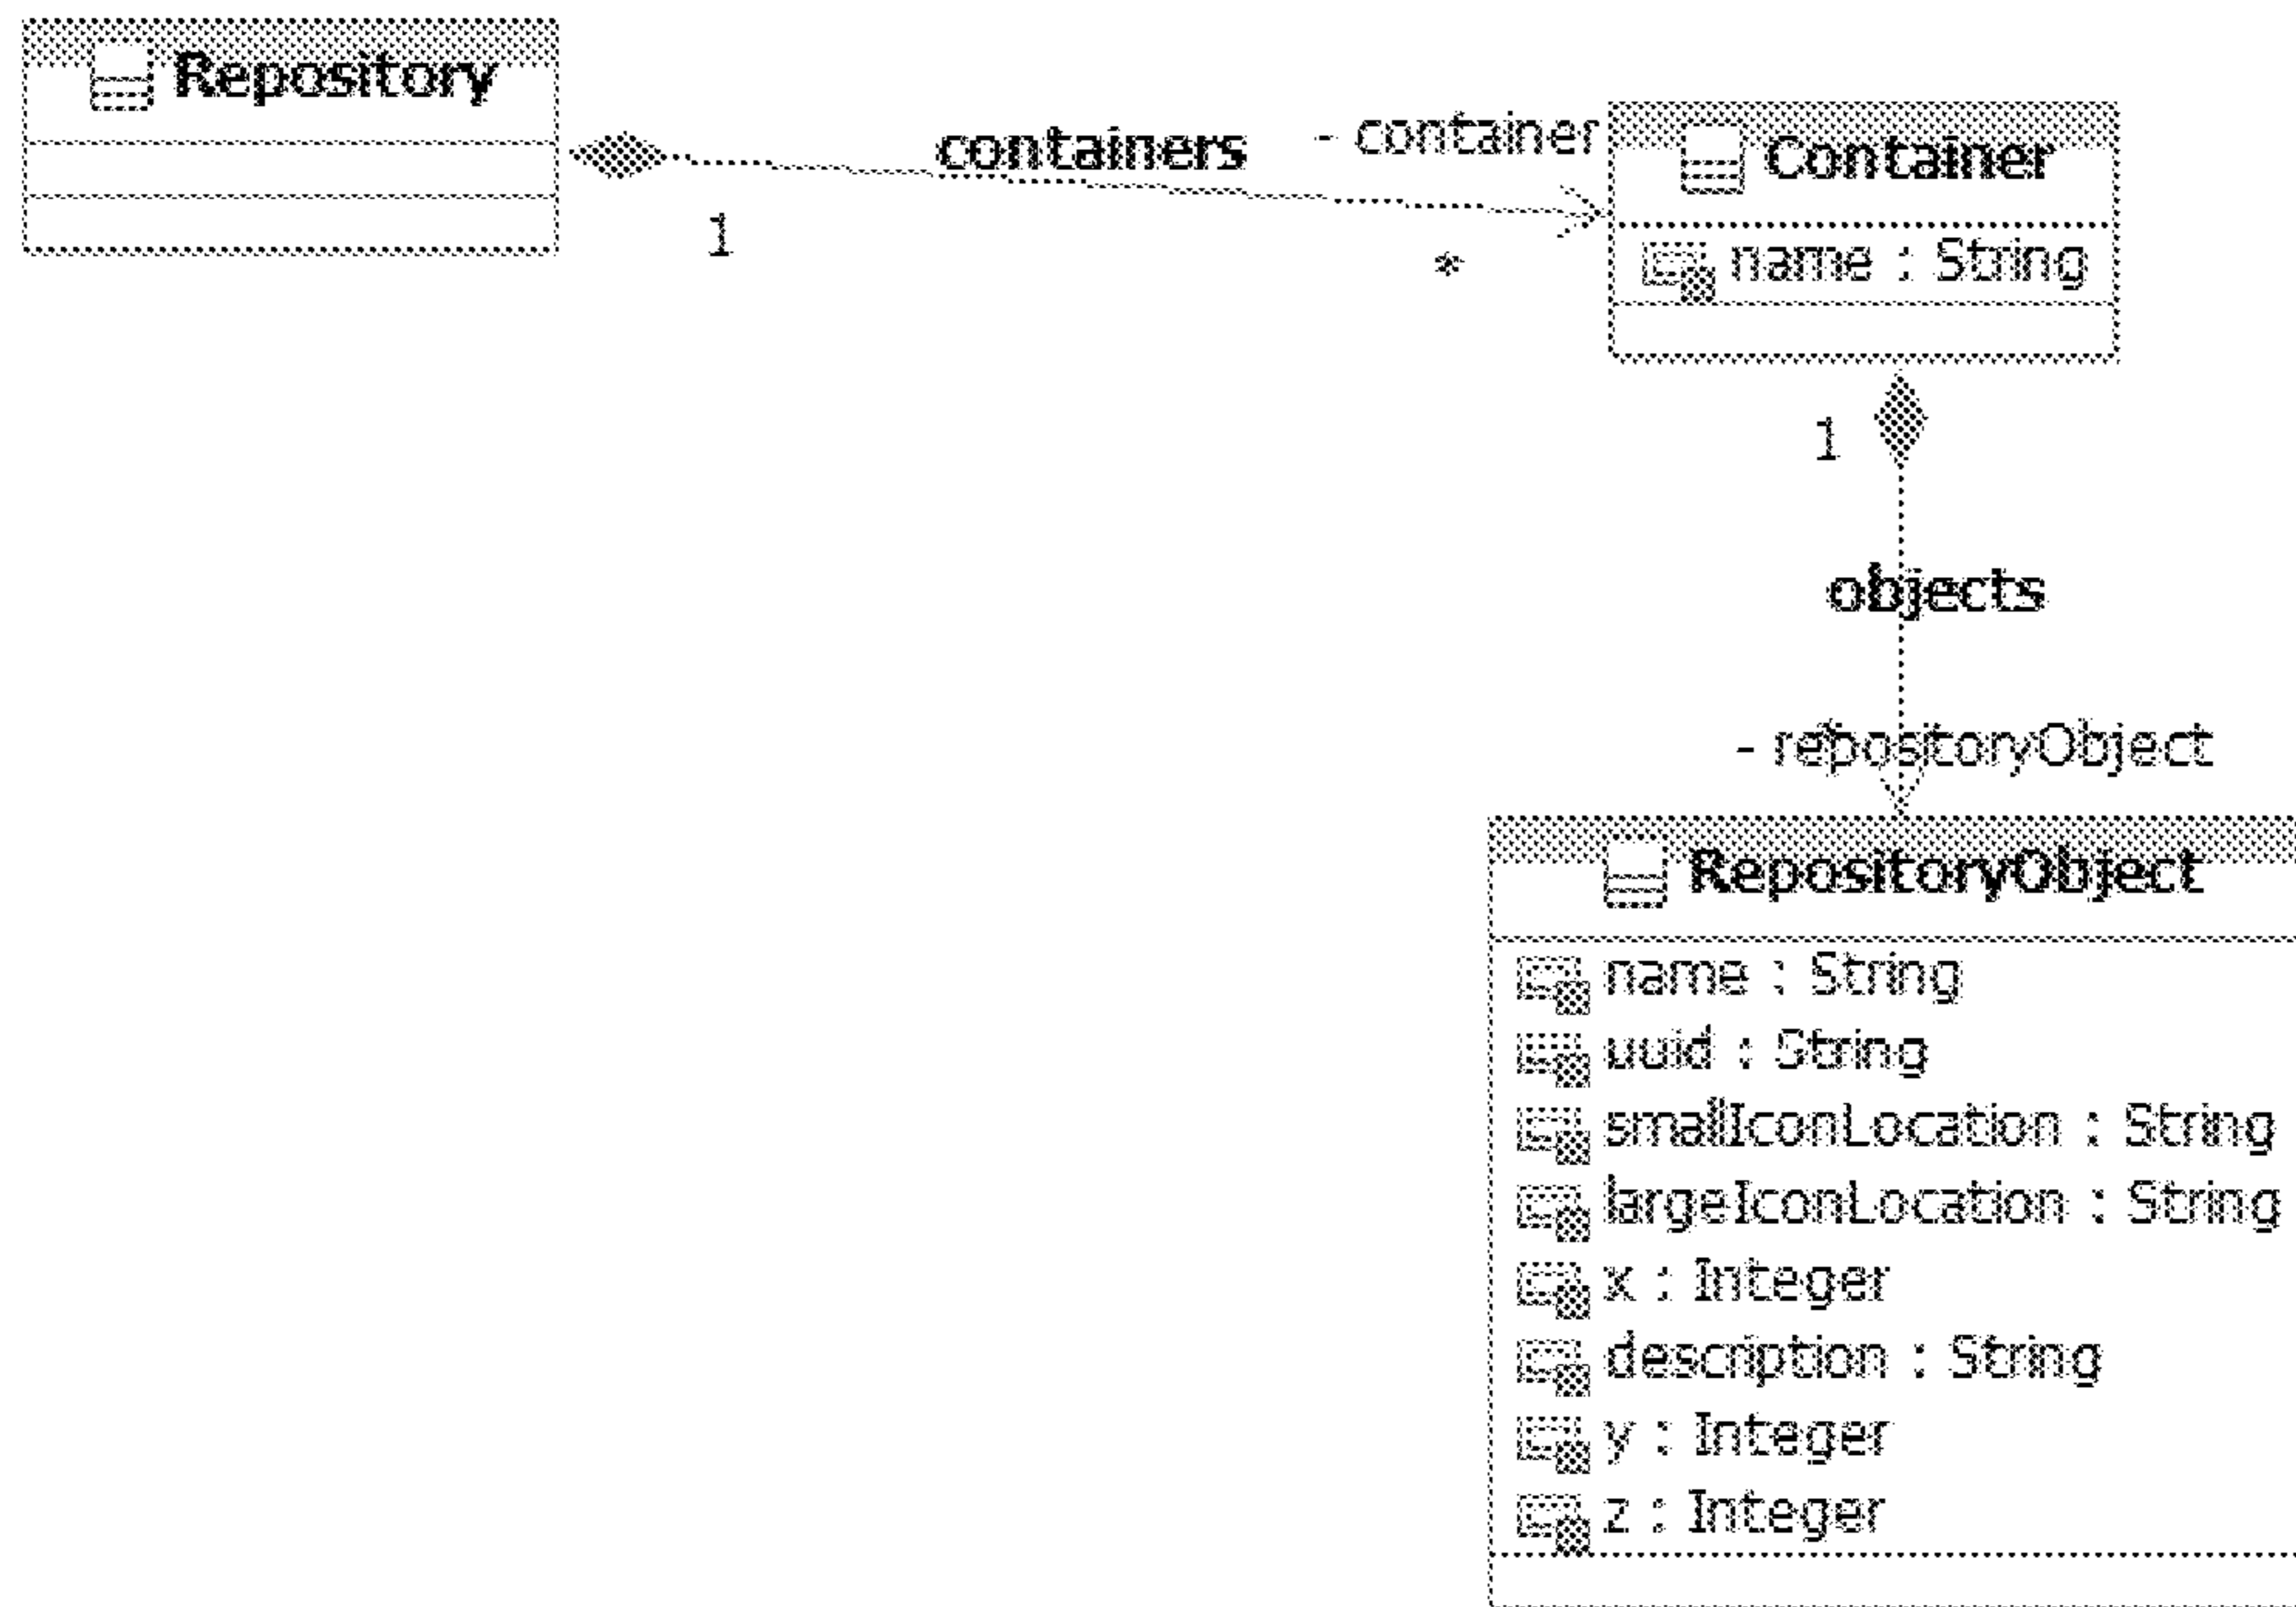 Repository
containers
- container
1
*
Container
name : String
1
objects
- repositoryObject
RepositoryObject
name : String
uuid : String
smallIconLocation : String
largeIconLocation : String
x : Integer
description : String
y : Integer
z : Integer